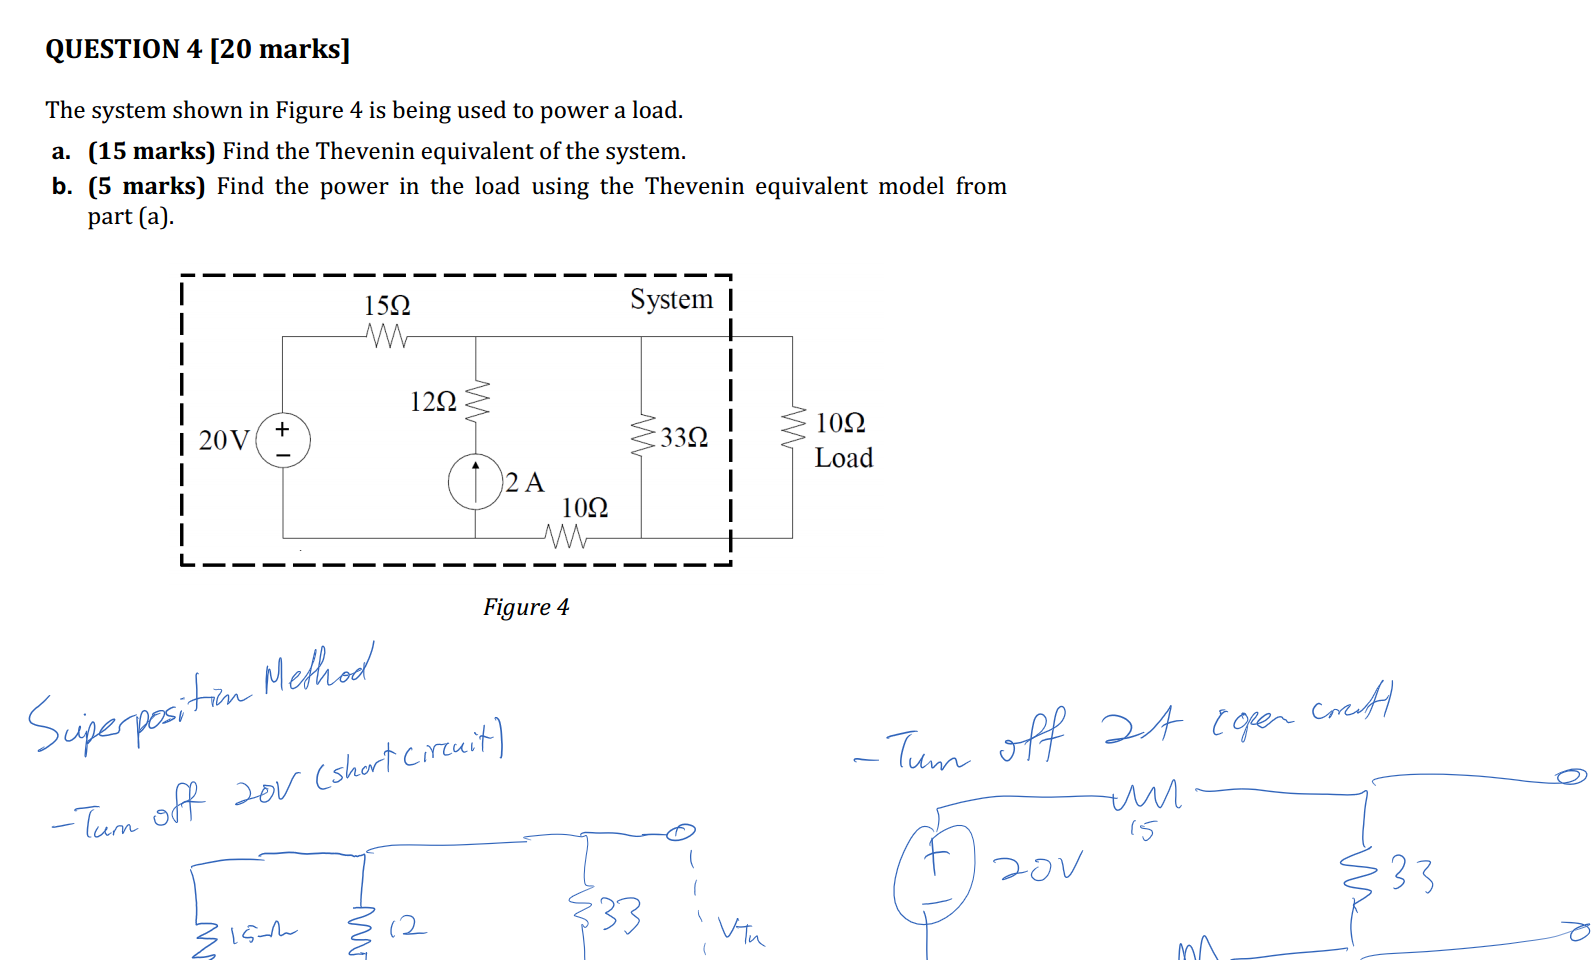 QUESTION 4 [20 marks]
The system shown in Figure 4 is being used to power a load.
a. (15 marks) Find the Thevenin equivalent of the system.
b. (5 marks) Find the power in the load using the Thevenin equivalent model from
part (a).
System
15Ω
12Ω
20V
+
33Ω
10Ω
Load
2 A
10Ω
Figure 4
Superposition Method
-Turn off 20V (short circuit)
15Ω
12
33
VTh
-Turn off 2A (open circuit)
15
+
20V
33